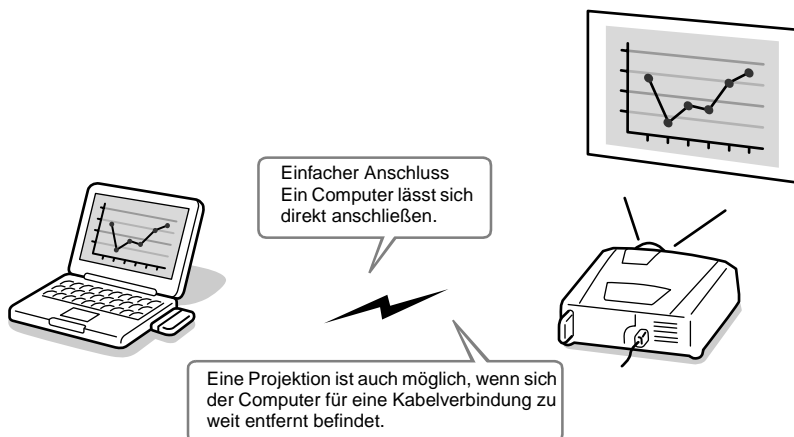 Einfacher Anschluss
Ein Computer lässt sich
direkt anschließen.
Eine Projektion ist auch möglich, wenn sich
der Computer für eine Kabelverbindung zu
weit entfernt befindet.